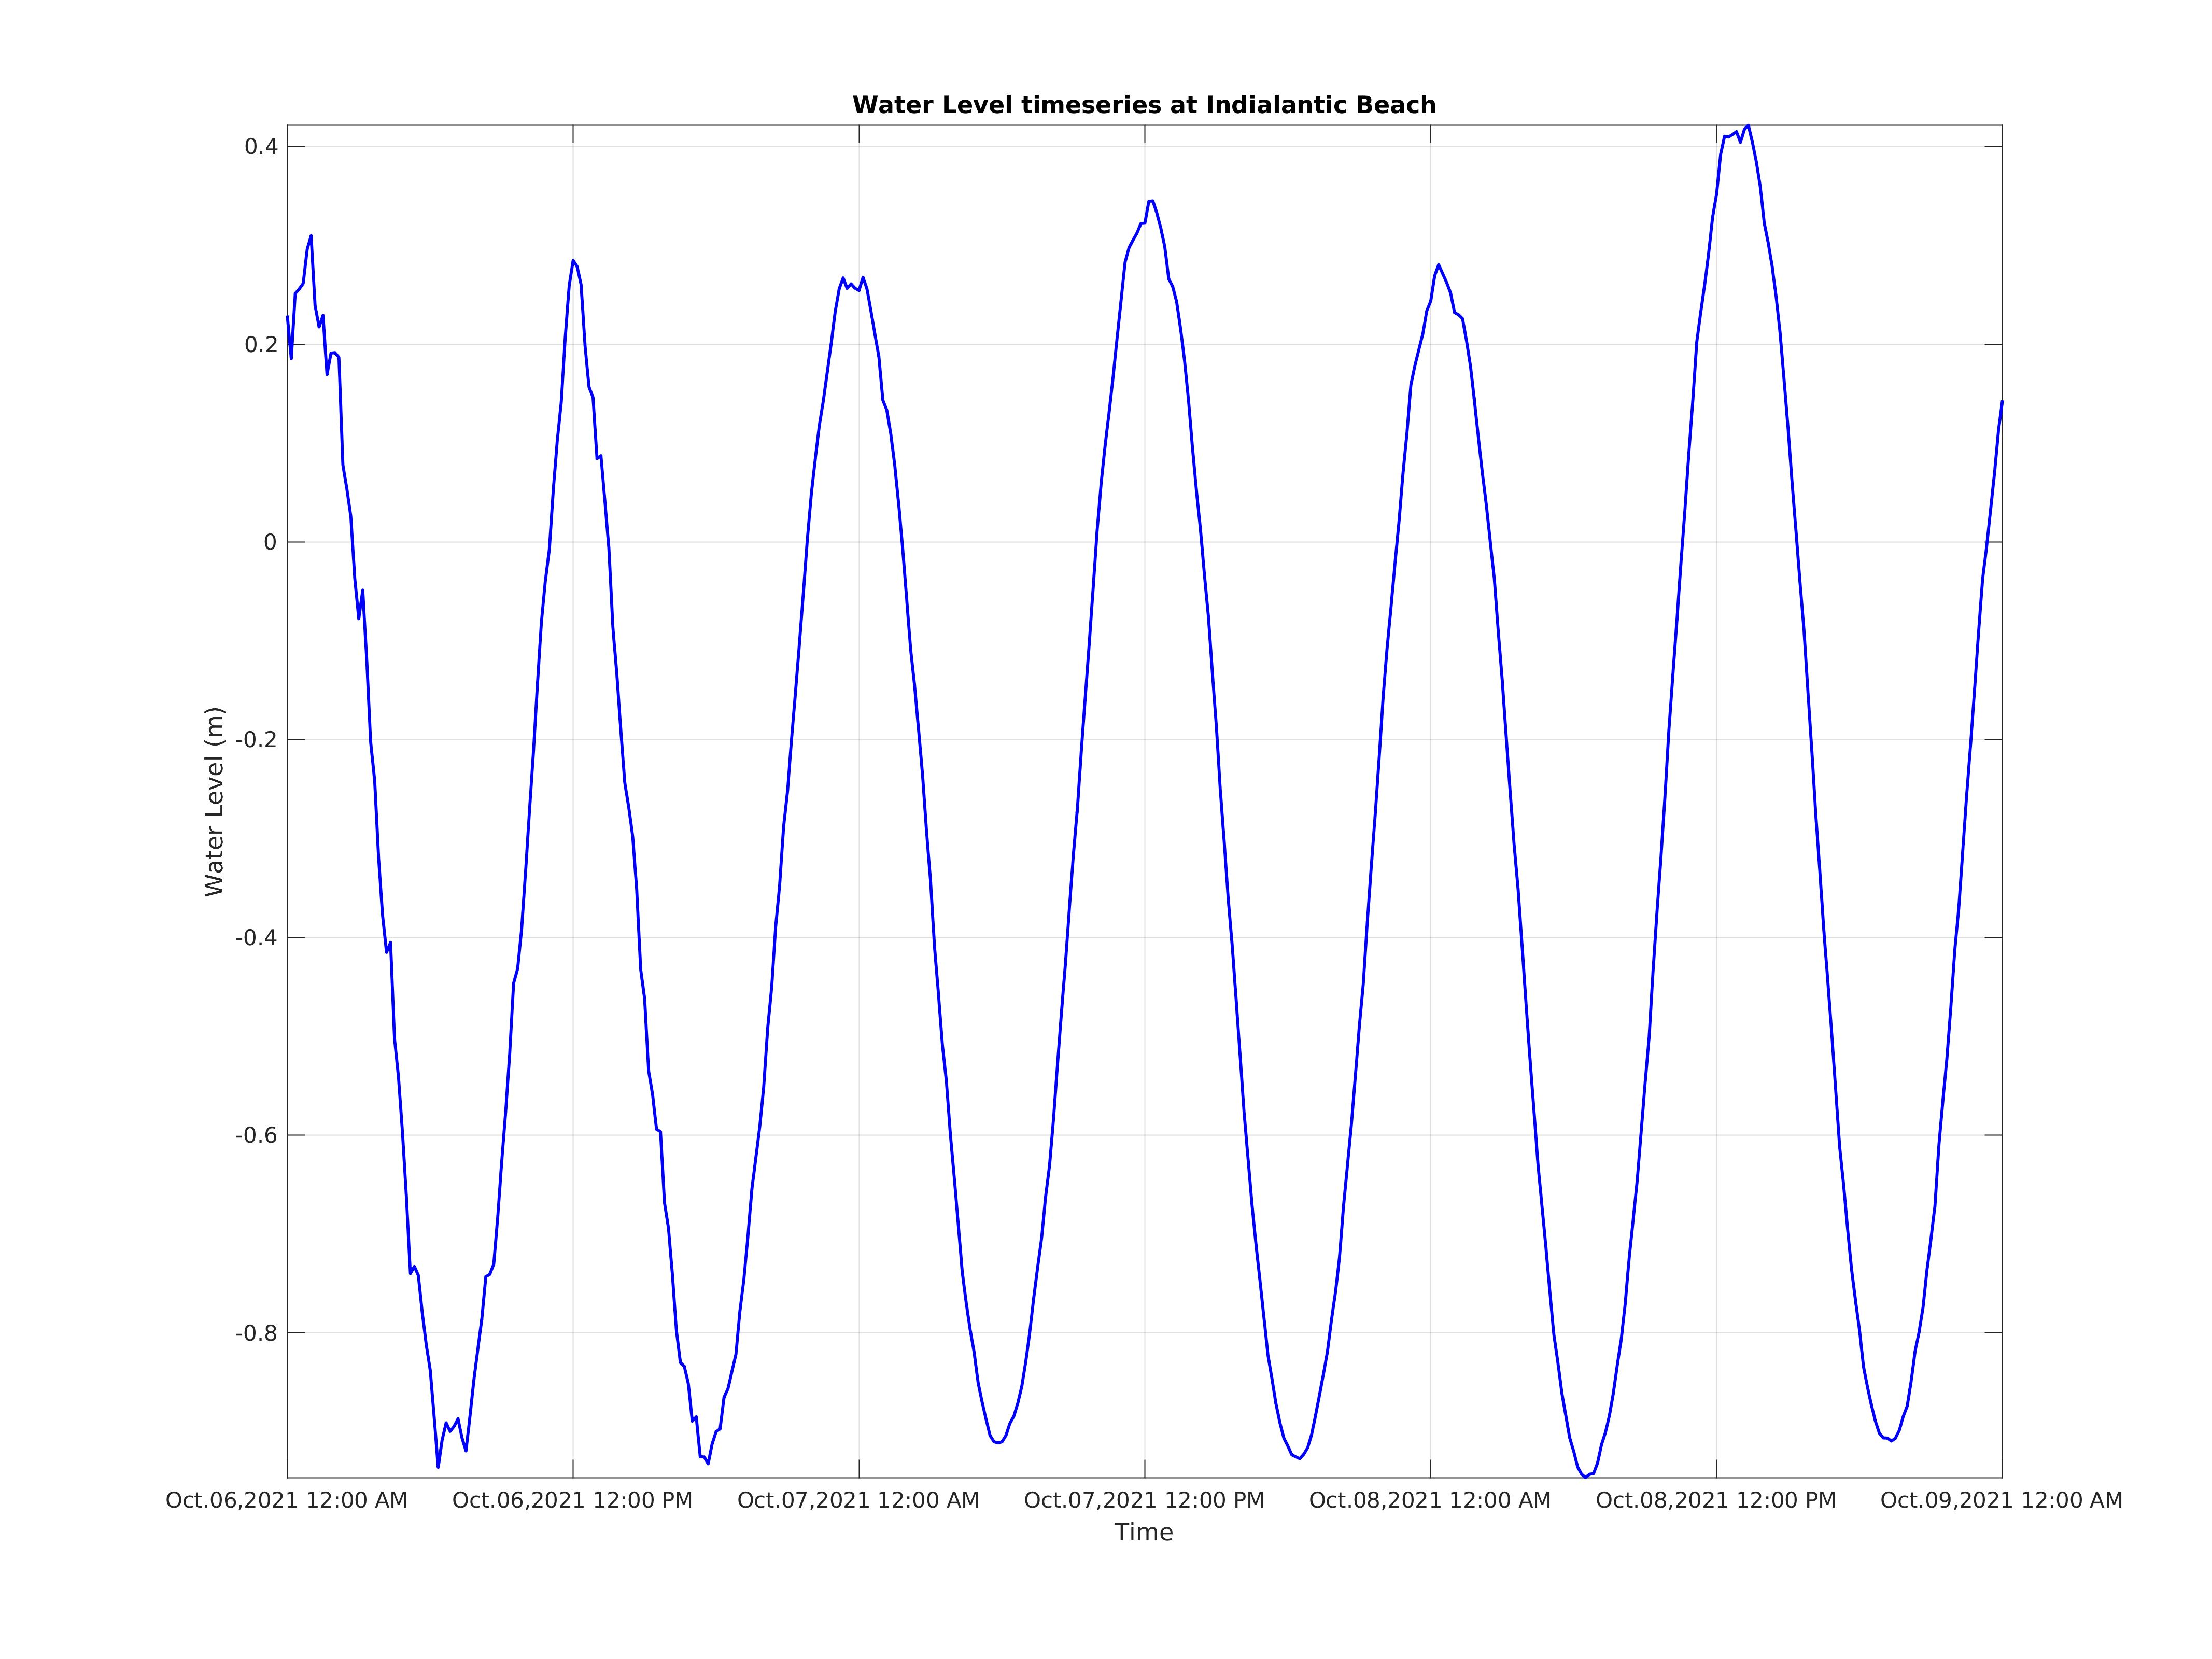 Water Level timeseries at Indialantic Beach
0.4
0.2
0
-0.2
-0.4
-0.6
-0.8
Water Level (m)
Oct.06,2021 12:00 AM
Oct.06,2021 12:00 PM
Oct.07,2021 12:00 AM
Oct.07,2021 12:00 PM
Oct.08,2021 12:00 AM
Oct.08,2021 12:00 PM
Oct.09,2021 12:00 AM
Time